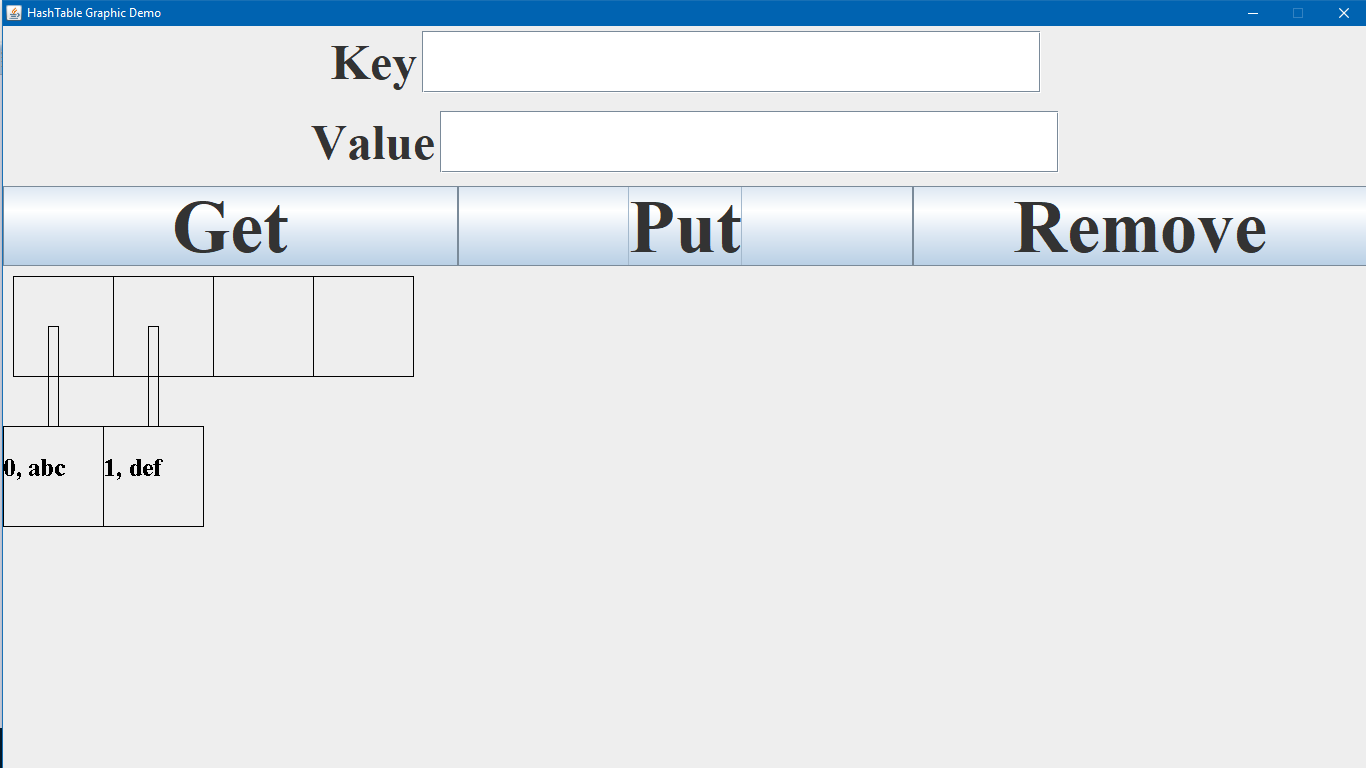 HashTable Graphic Demo
Key
Value
Get Put Remove
0, abc 1, def